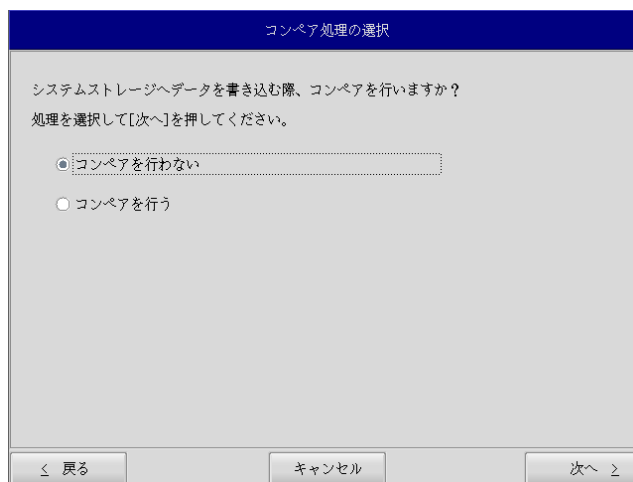 コンペア処理の選択
システムストレージへデータを書き込む際、コンペアを行いますか？
処理を選択して[次へ]を押してください。
コンペアを行わない
コンペアを行う
< 戻る
キャンセル
次へ >